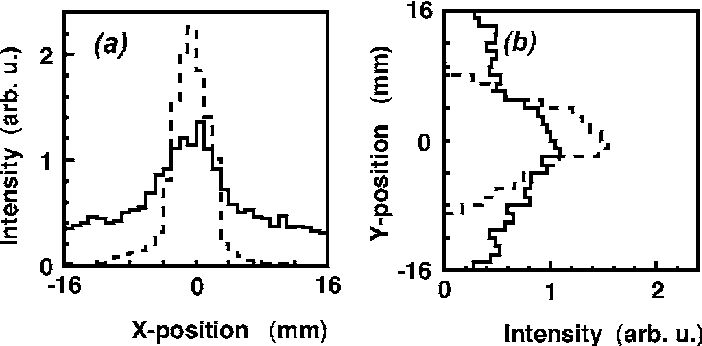 (a)
Intensity (arb. u.)
2
1
0
-16
0
16
X-position (mm)
(b)
Y-position (mm)
16
0
-16
0
1
2
Intensity (arb. u.)